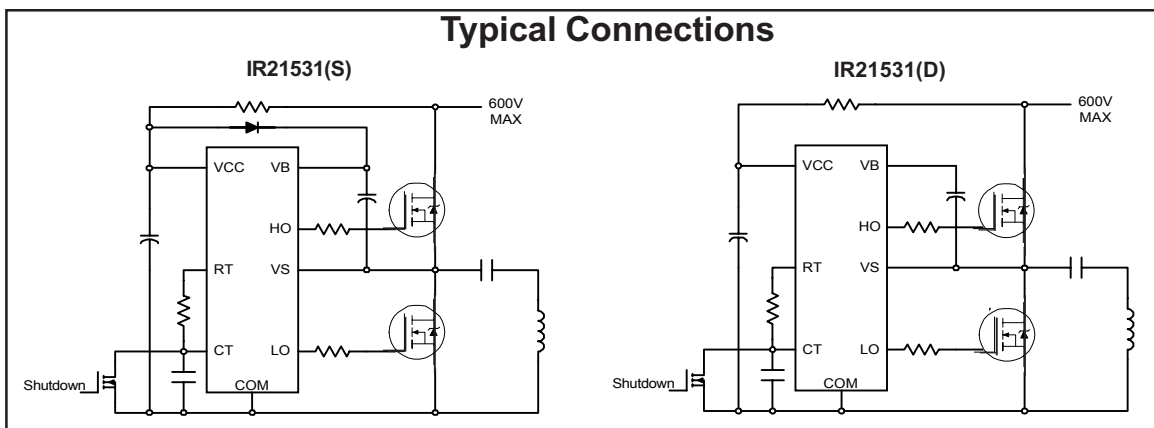 Typical Connections
IR21531(S)
600V
MAX
VCC
VB
HO
RT
VS
CT
LO
COM
Shutdown
IR21531(D)
600V
MAX
VCC
VB
HO
RT
VS
CT
LO
COM
Shutdown